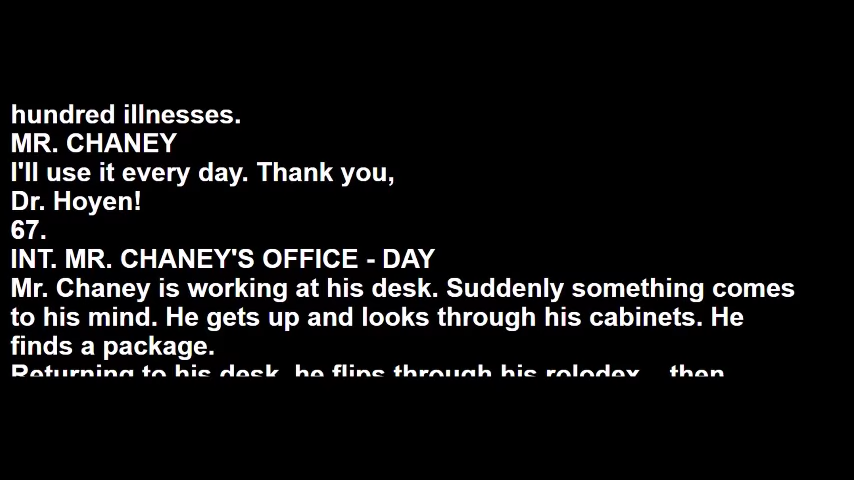 hundred illnesses.
MR. CHANEY
I'll use it every day. Thank you,
Dr. Hoyen!
67.
INT. MR. CHANEY'S OFFICE - DAY
Mr. Chaney is working at his desk. Suddenly something comes
to his mind. He gets up and looks through his cabinets. He
finds a package.
Returning to his desk, he flips through his rolodex... then